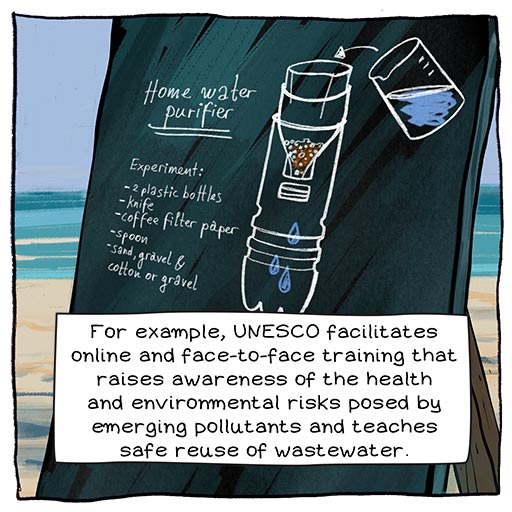 Home water
purifier
Experiment:
- 2 plastic bottles
- knife
- coffee filter paper
- spoon
- sand, gravel &
cotton or gravel
For example, UNESCO facilitates
online and face-to-face training that
raises awareness of the health
and environmental risks posed by
emerging pollutants and teaches
safe reuse of wastewater.